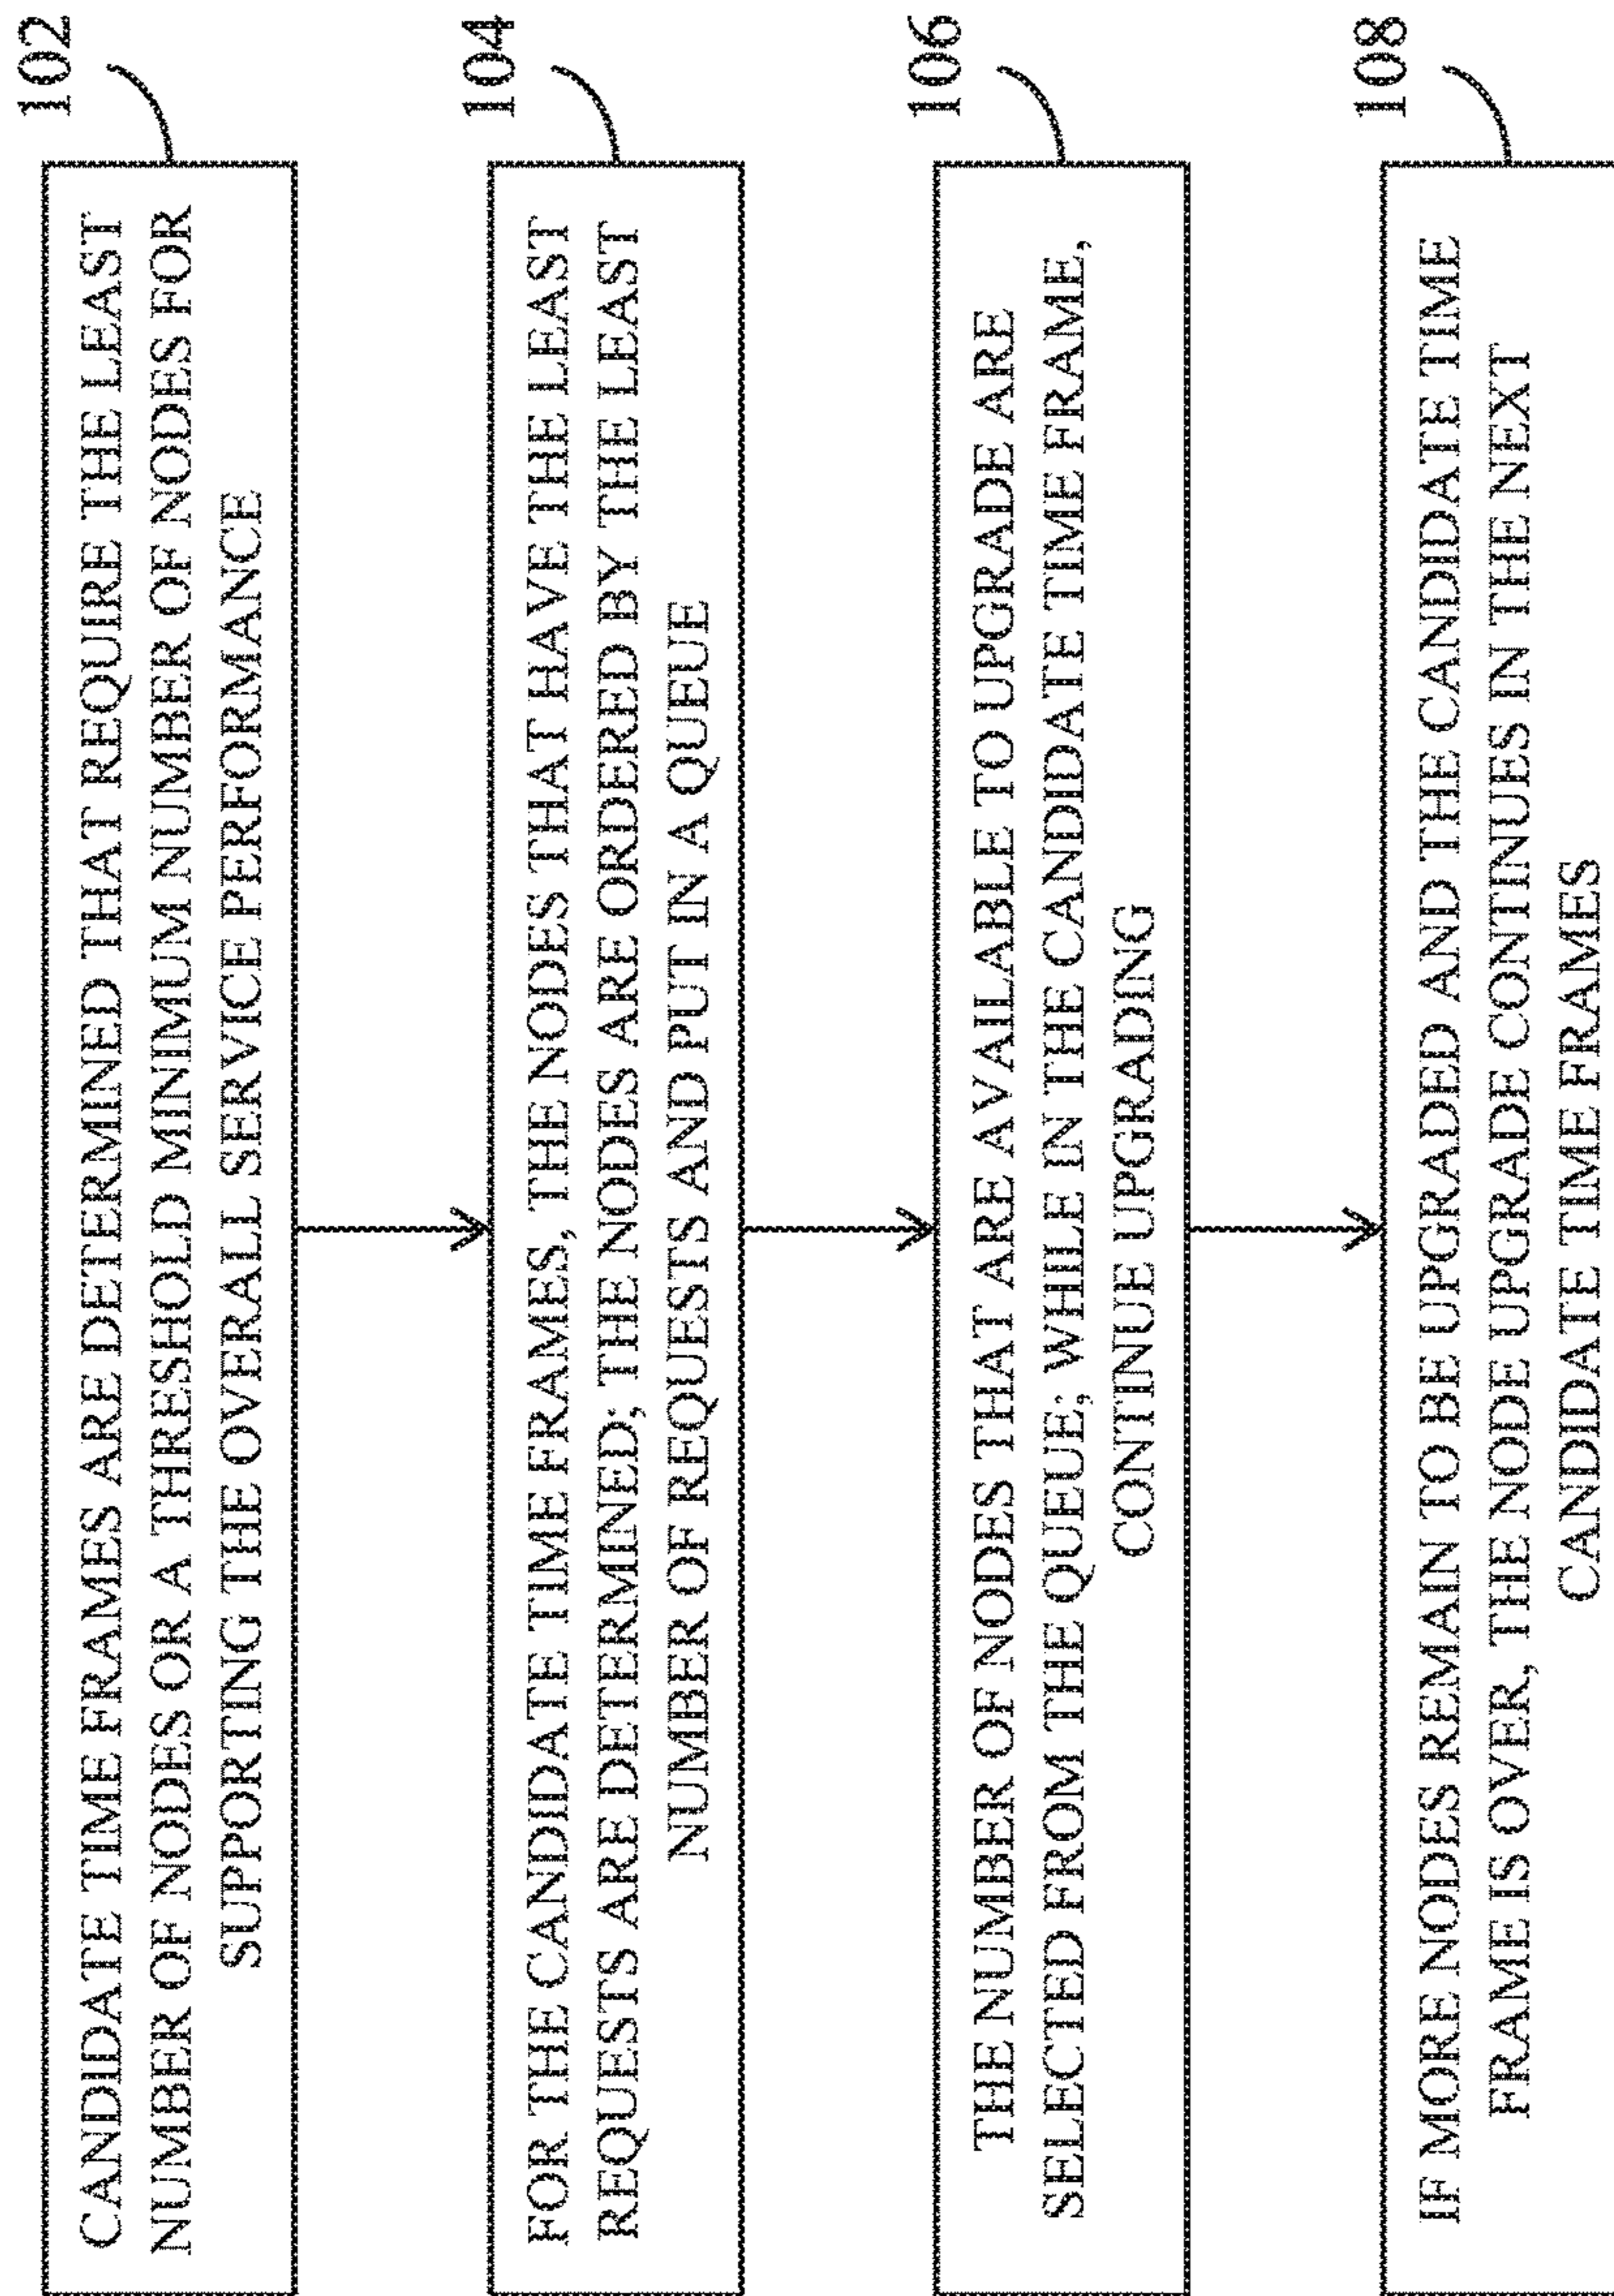 102
CANDIDATE TIME FRAMES ARE DETERMINED THAT REQUIRE THE LEAST
NUMBER OF NODES OR A THRESHOLD MINIMUM NUMBER OF NODES FOR
SUPPORTING THE OVERALL SERVICE PERFORMANCE
104
FOR THE CANDIDATE TIME FRAMES, THE NODES THAT HAVE THE LEAST
REQUESTS ARE DETERMINED; THE NODES ARE ORDERED BY THE LEAST
NUMBER OF REQUESTS AND PUT IN A QUEUE
106
THE NUMBER OF NODES THAT ARE AVAILABLE TO UPGRADE ARE
SELECTED FROM THE QUEUE; WHILE IN THE CANDIDATE TIME FRAME,
CONTINUE UPGRADING
108
IF MORE NODES REMAIN TO BE UPGRADED AND THE CANDIDATE TIME
FRAME IS OVER, THE NODE UPGRADE CONTINUES IN THE NEXT
CANDIDATE TIME FRAMES